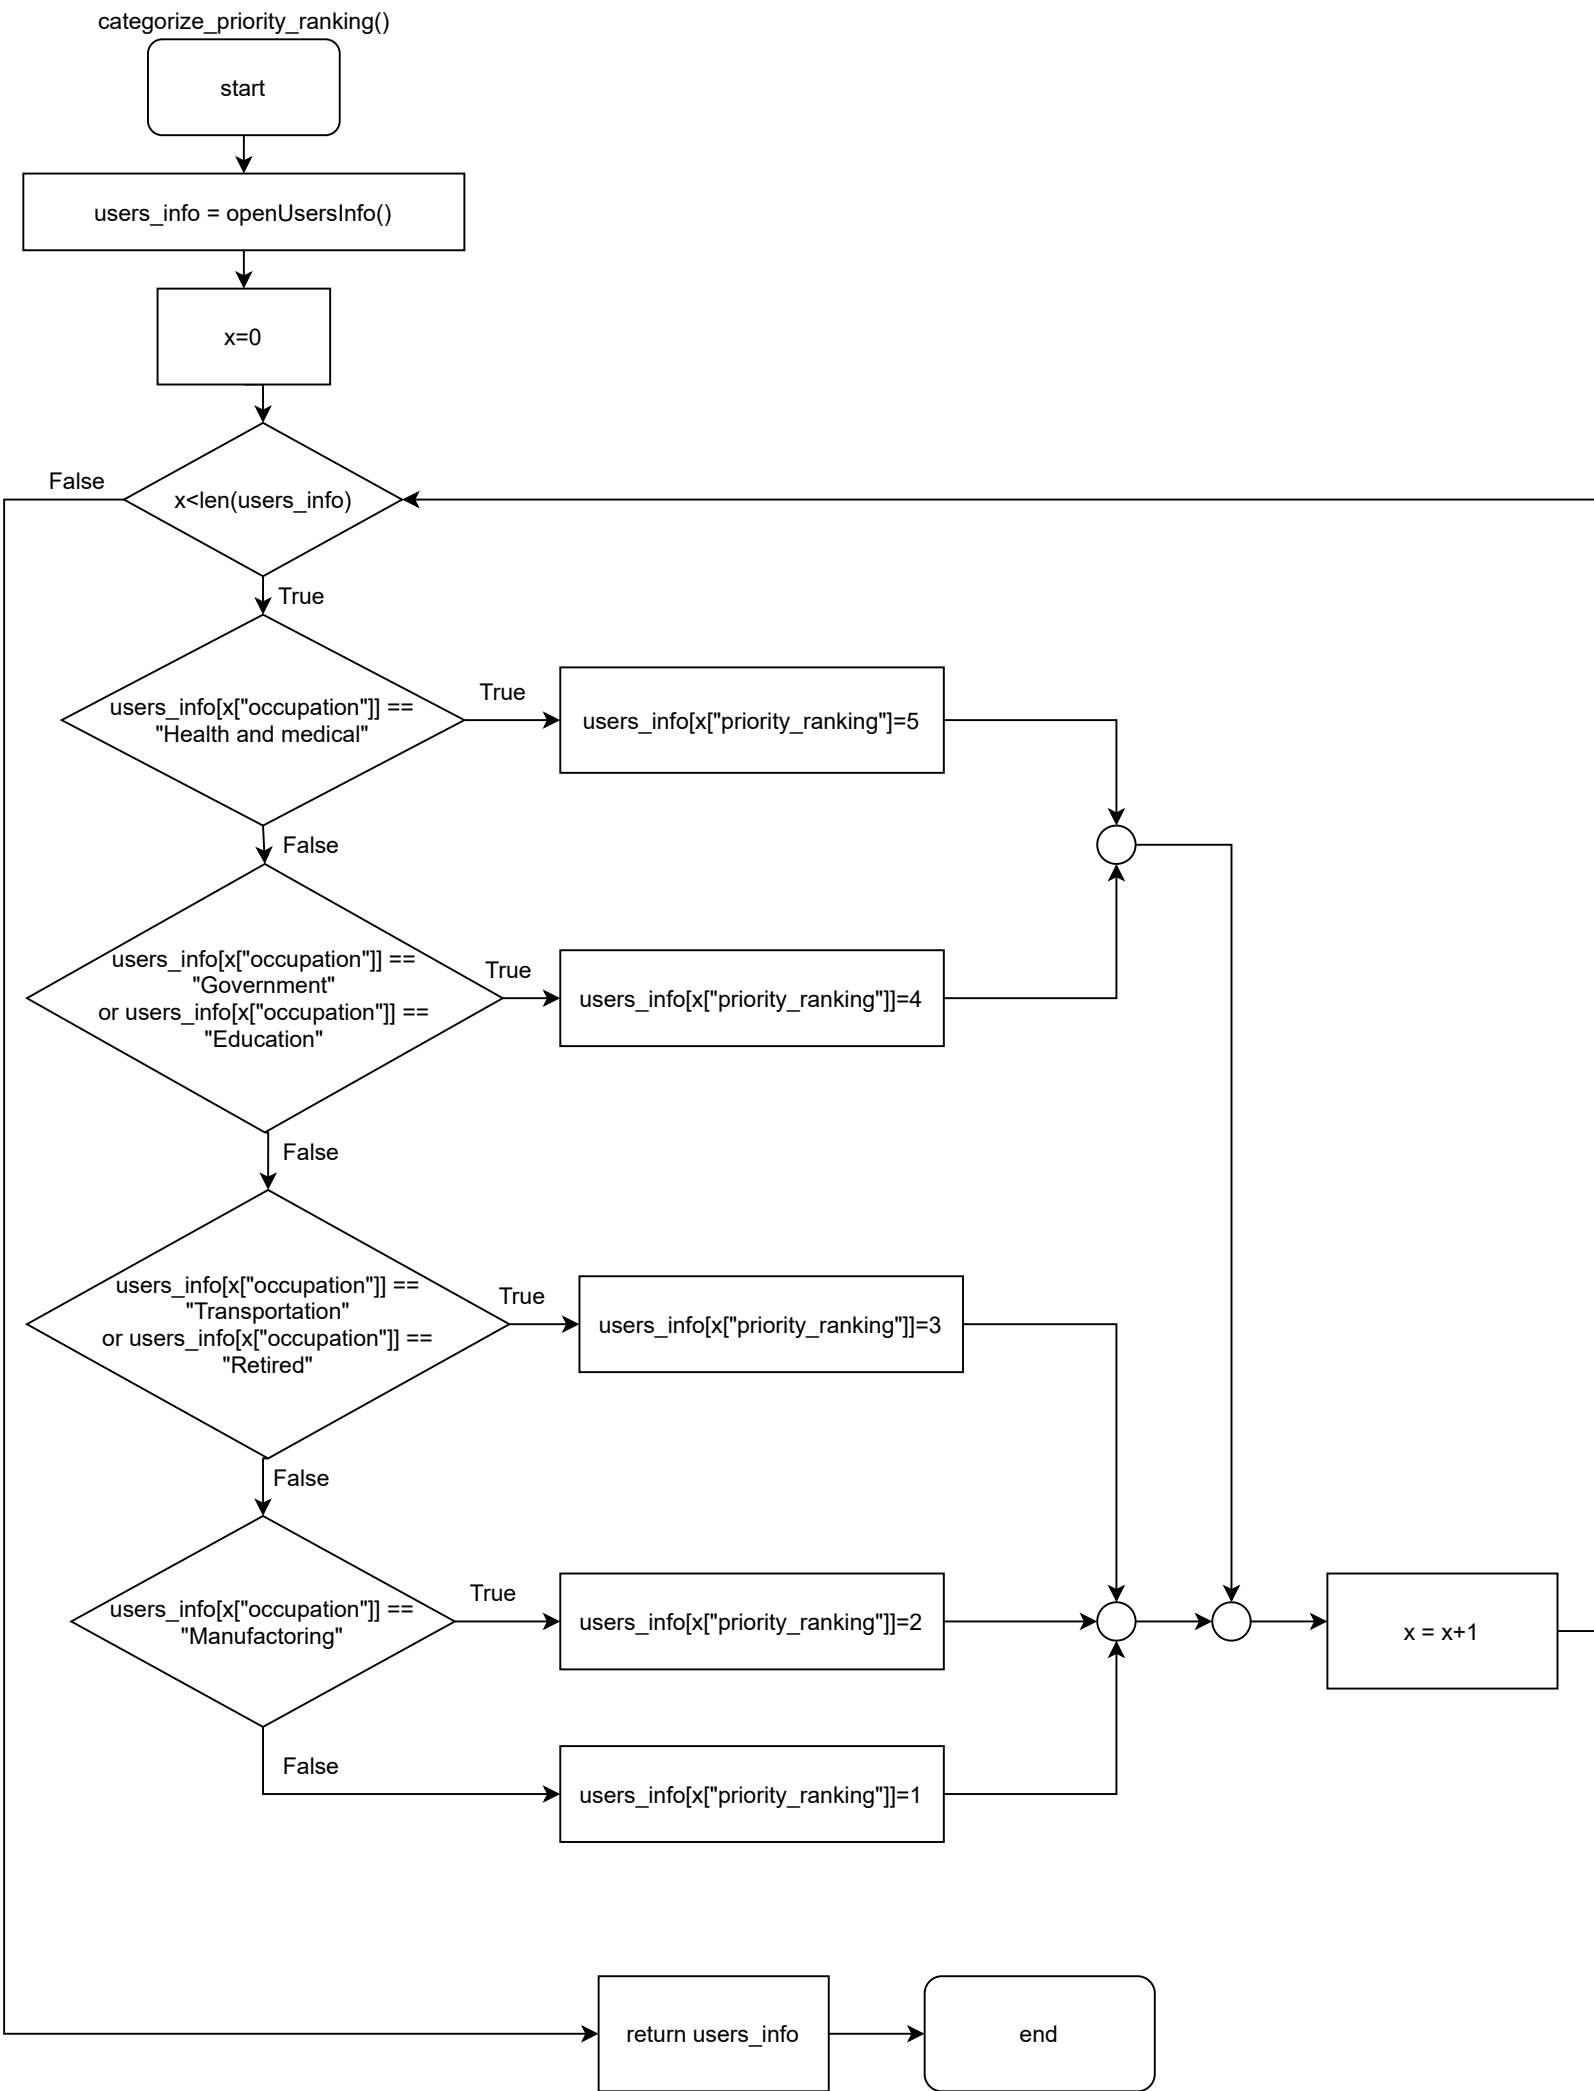 categorize_priority_ranking()
start
users_info = openUsersInfo()
x=0
False
x<len(users_info)
True
users_info[x["occupation"]] ==
"Health and medical"
True
users_info[x["priority_ranking"]=5
False
users_info[x["occupation"]] ==
"Government"
or users_info[x["occupation"]] ==
"Education"
True
users_info[x["priority_ranking"]]=4
False
users_info[x["occupation"]] ==
"Transportation"
or users_info[x["occupation"]] ==
"Retired"
True
users_info[x["priority_ranking"]]=3
False
users_info[x["occupation"]] ==
"Manufactoring"
True
users_info[x["priority_ranking"]]=2
x = x+1
False
users_info[x["priority_ranking"]]=1
return users_info
end